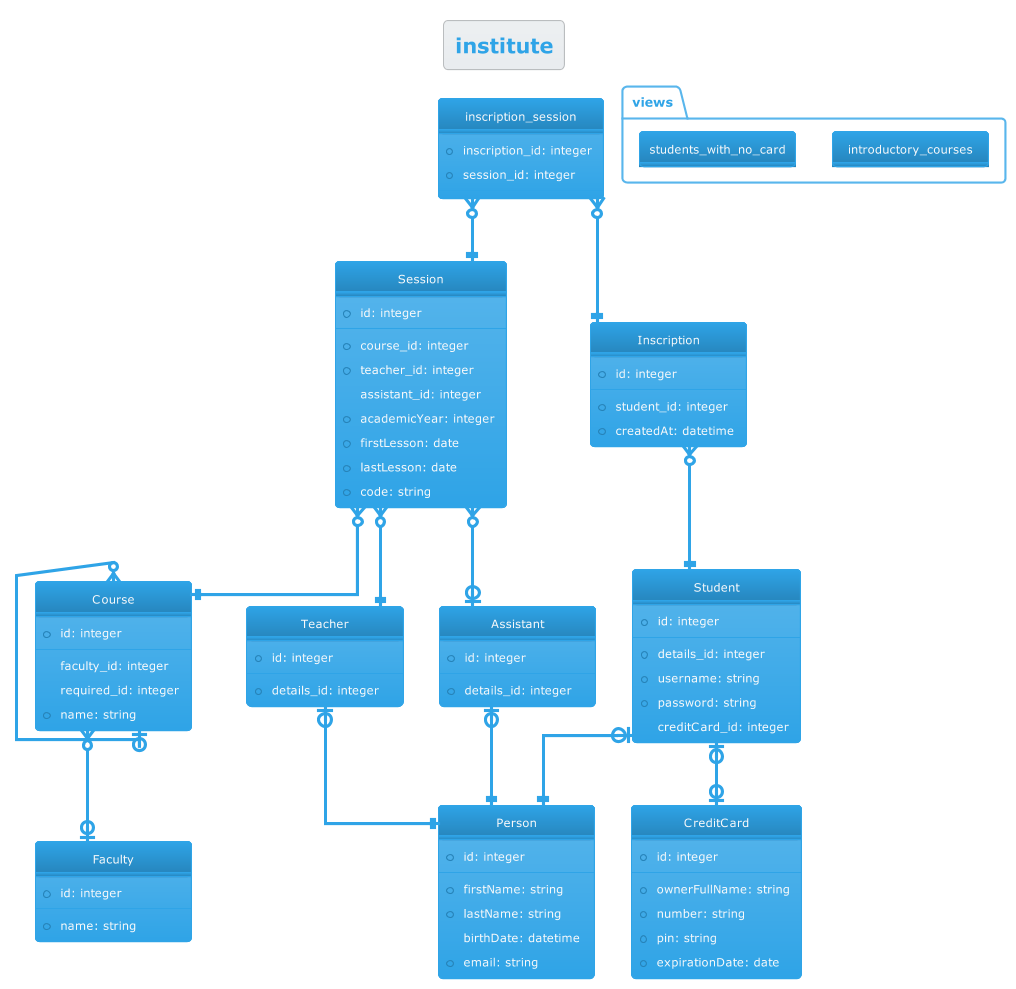 institute
inscription_session
inscription_id: integer
session_id: integer
views
students_with_no_card
introductory_courses
Session
id: integer
course_id: integer
teacher_id: integer
assistant_id: integer
academicYear: integer
firstLesson: date
lastLesson: date
code: string
Inscription
id: integer
student_id: integer
createdAt: datetime
Course
id: integer
faculty_id: integer
required_id: integer
name: string
Teacher
id: integer
details_id: integer
Assistant
id: integer
details_id: integer
Student
id: integer
details_id: integer
username: string
password: string
creditCard_id: integer
Faculty
id: integer
name: string
Person
id: integer
firstName: string
lastName: string
birthDate: datetime
email: string
CreditCard
id: integer
ownerFullName: string
number: string
pin: string
expirationDate: date